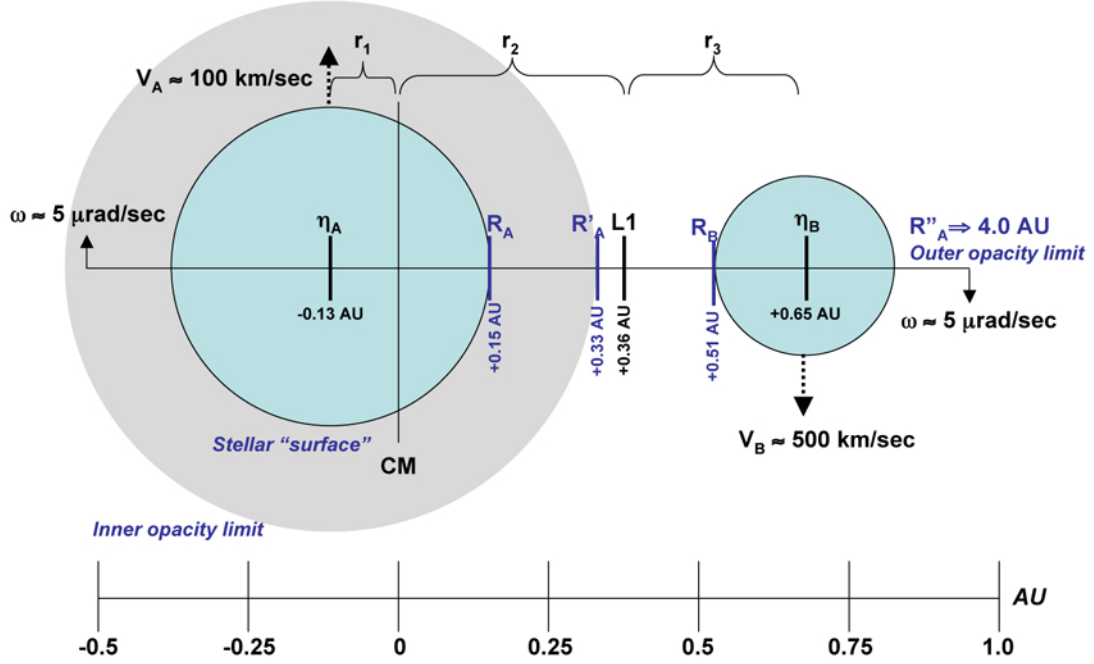 r1
r2
r3
VA ≈ 100 km/sec
ω ≈ 5 μrad/sec
ηA
RA
R'A
L1
RB
ηB
R"A⇒ 4.0 AU
Outer opacity limit
-0.13 AU
+0.15 AU
+0.33 AU
+0.36 AU
+0.51 AU
+0.65 AU
ω ≈ 5 μrad/sec
Stellar "surface"
CM
VB ≈ 500 km/sec
Inner opacity limit
AU
-0.5
-0.25
0
0.25
0.5
0.75
1.0